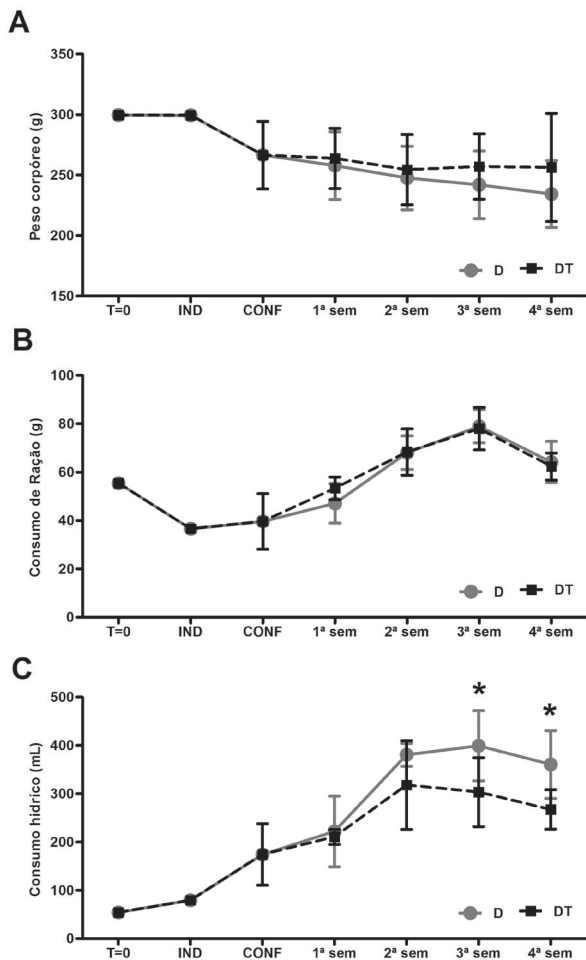 A
Peso corpóreo (g)
350
300
250
200
150
D DT
T=0 IND CONF 1ª sem 2ª sem 3ª sem 4ª sem
B
Consumo de Ração (g)
100
80
60
40
20
0
D DT
T=0 IND CONF 1ª sem 2ª sem 3ª sem 4ª sem
C
Consumo hídrico (mL)
500
400
300
200
100
0
* *
D DT
T=0 IND CONF 1ª sem 2ª sem 3ª sem 4ª sem